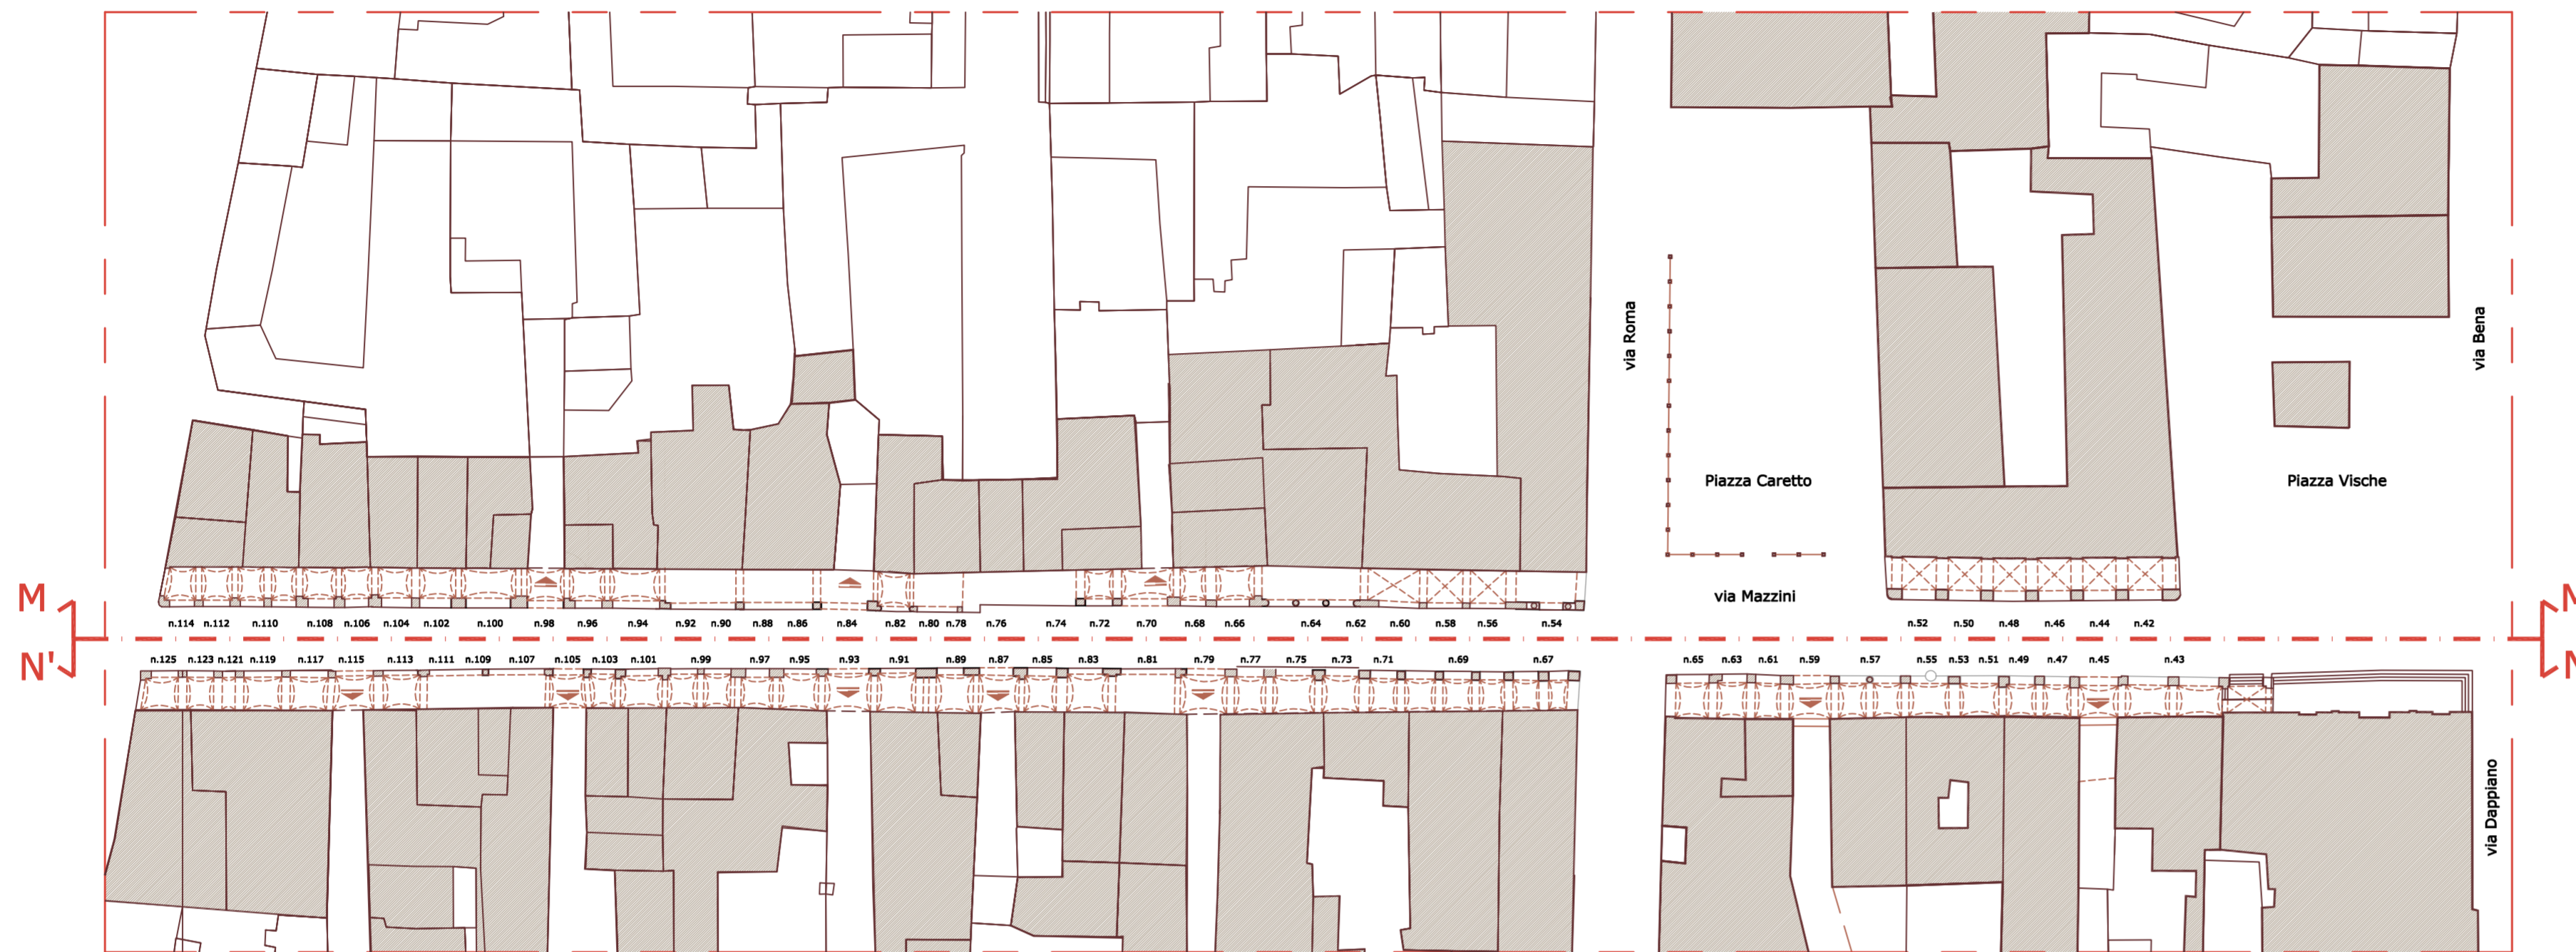 via Roma
via Bena
Piazza Caretto
Piazza Vische
via Mazzini
M
n.114 n.112 n.110 n.108 n.106 n.104 n.102 n.100 n.98 n.96 n.94 n.92 n.90 n.88 n.86 n.84 n.82 n.80 n.78 n.76 n.74 n.72 n.70 n.68 n.66 n.64 n.62 n.60 n.58 n.56 n.54 n.52 n.50 n.48 n.46 n.44 n.42
N'
n.125 n.123 n.121 n.119 n.117 n.115 n.113 n.111 n.109 n.107 n.105 n.103 n.101 n.99 n.97 n.95 n.93 n.91 n.89 n.87 n.85 n.83 n.81 n.79 n.77 n.75 n.73 n.71 n.69 n.67 n.65 n.63 n.61 n.59 n.57 n.55 n.53 n.51 n.49 n.47 n.45 n.43
via Dappiano